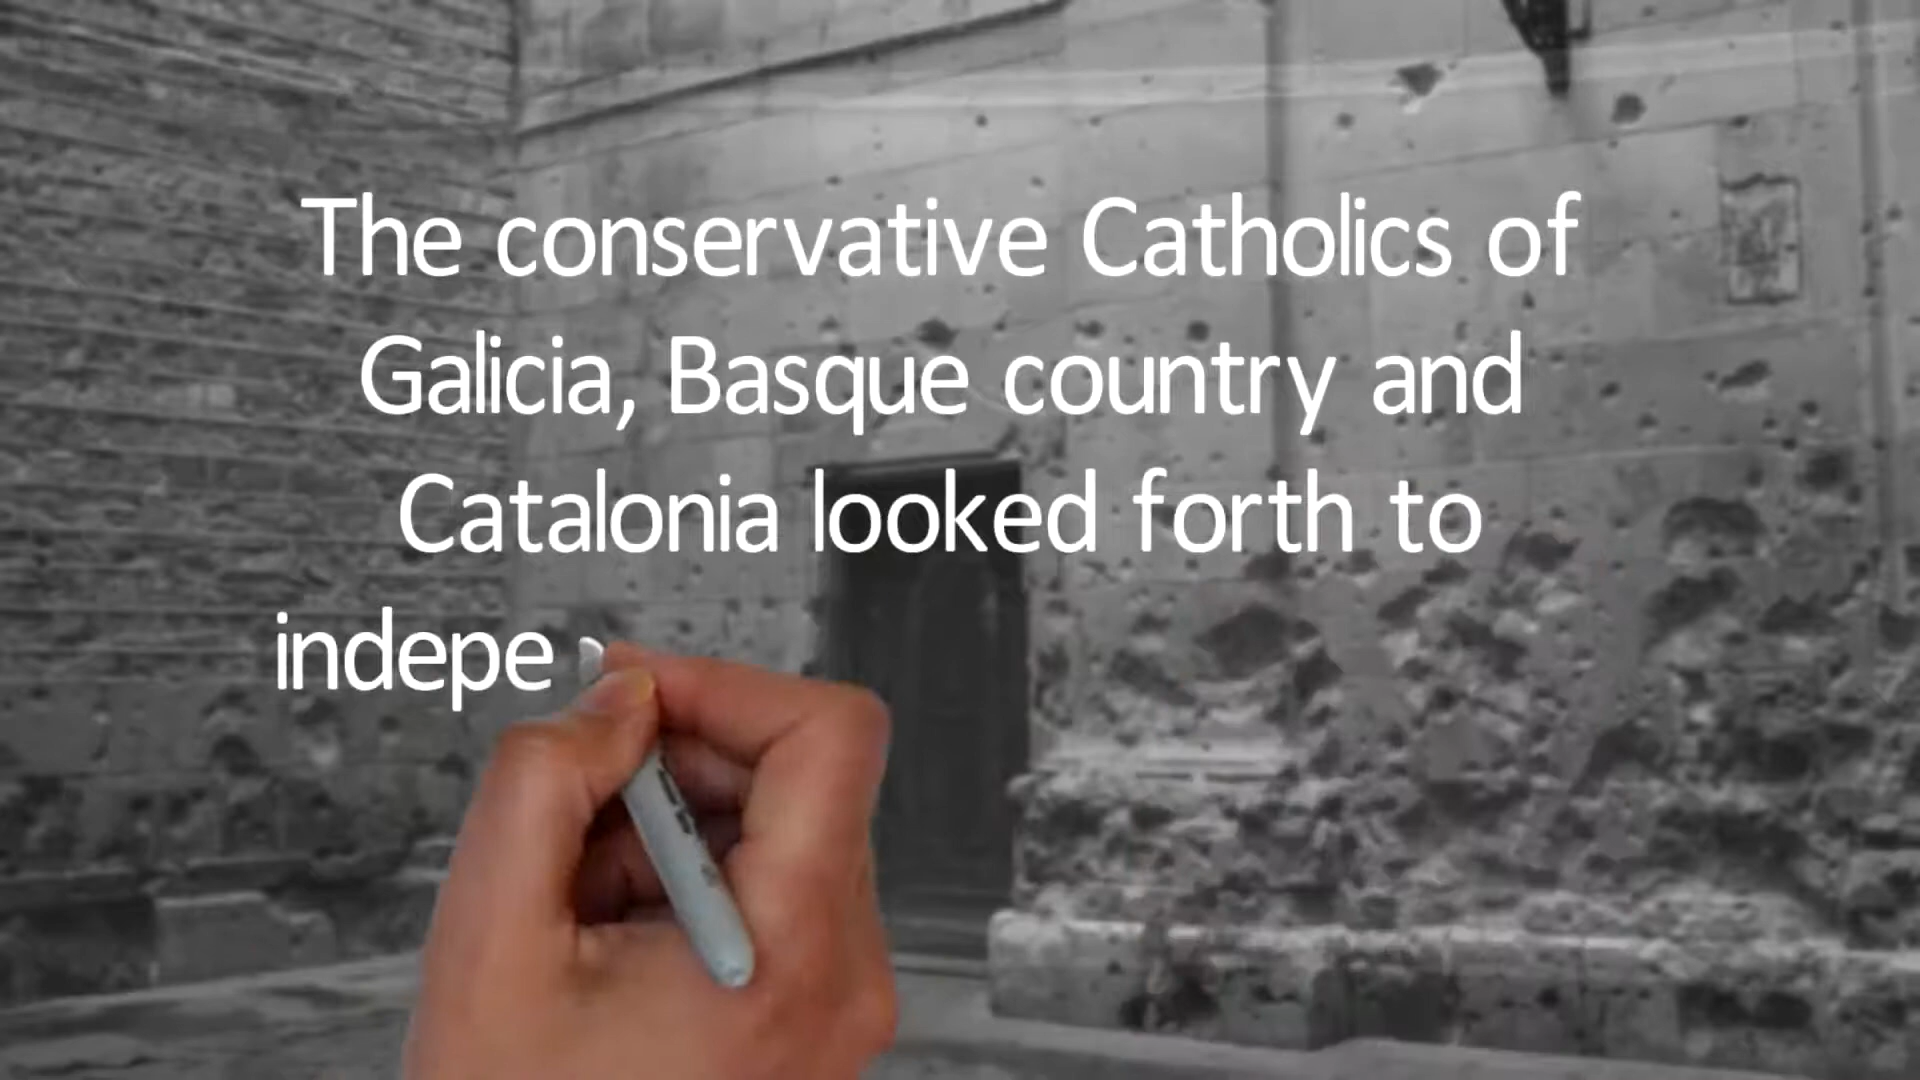 The conservative Catholics of
Galicia, Basque country and
Catalonia looked forth to
indepe